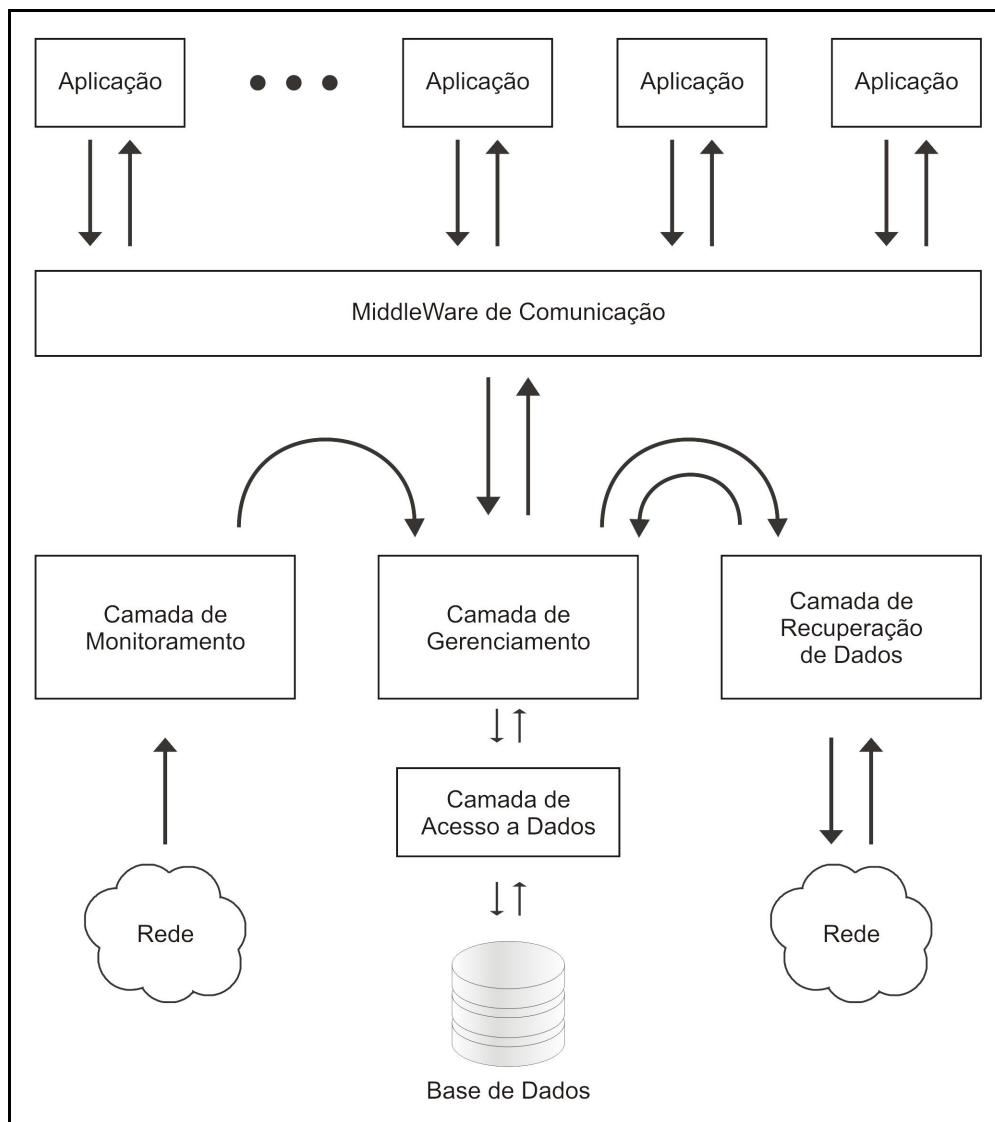 Aplicação
Aplicação
Aplicação
Aplicação
MiddleWare de Comunicação
Camada de
Monitoramento
Camada de
Gerenciamento
Camada de
Recuperação
de Dados
Camada de
Acesso a Dados
Rede
Rede
Base de Dados